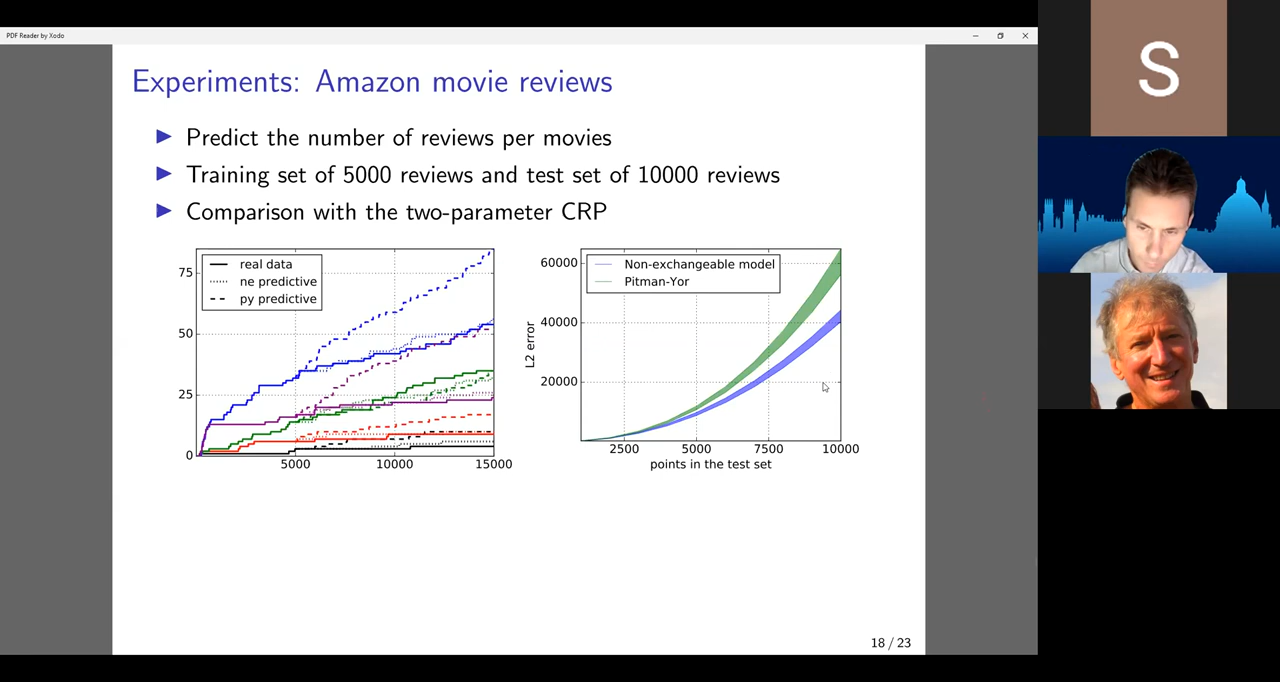 PDF Reader by Xodo
S
Experiments: Amazon movie reviews
Predict the number of reviews per movies
Training set of 5000 reviews and test set of 10000 reviews
Comparison with the two-parameter CRP
real data
ne predictive
py predictive
75
50
25
0
5000
10000
15000
Non-exchangeable model
Pitman-Yor
L2 error
60000
40000
20000
2500
5000
7500
10000
points in the test set
18 / 23